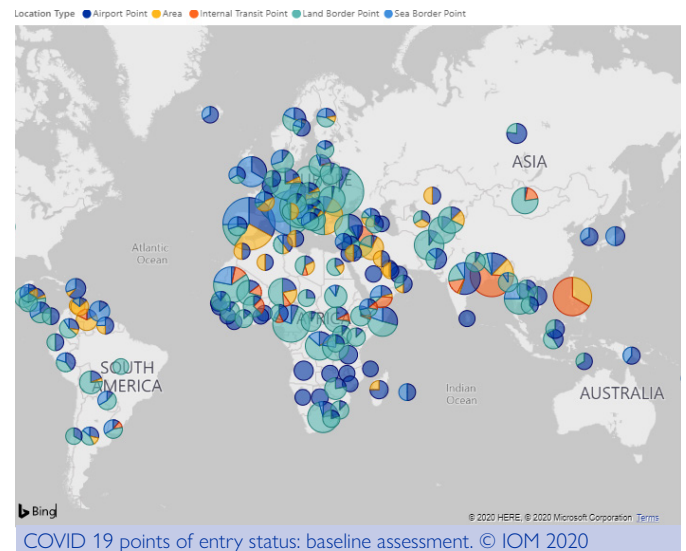 Location Type Airport Point Area Internal Transit Point Land Border Point Sea Border Point
ASIA
Atlantic
Ocean
AFRICA
SOUTH
AMERICA
Indian
Ocean
AUSTRALIA
Bing
© 2020 HERE, © 2020 Microsoft Corporation Terms
COVID 19 points of entry status: baseline assessment. © IOM 2020